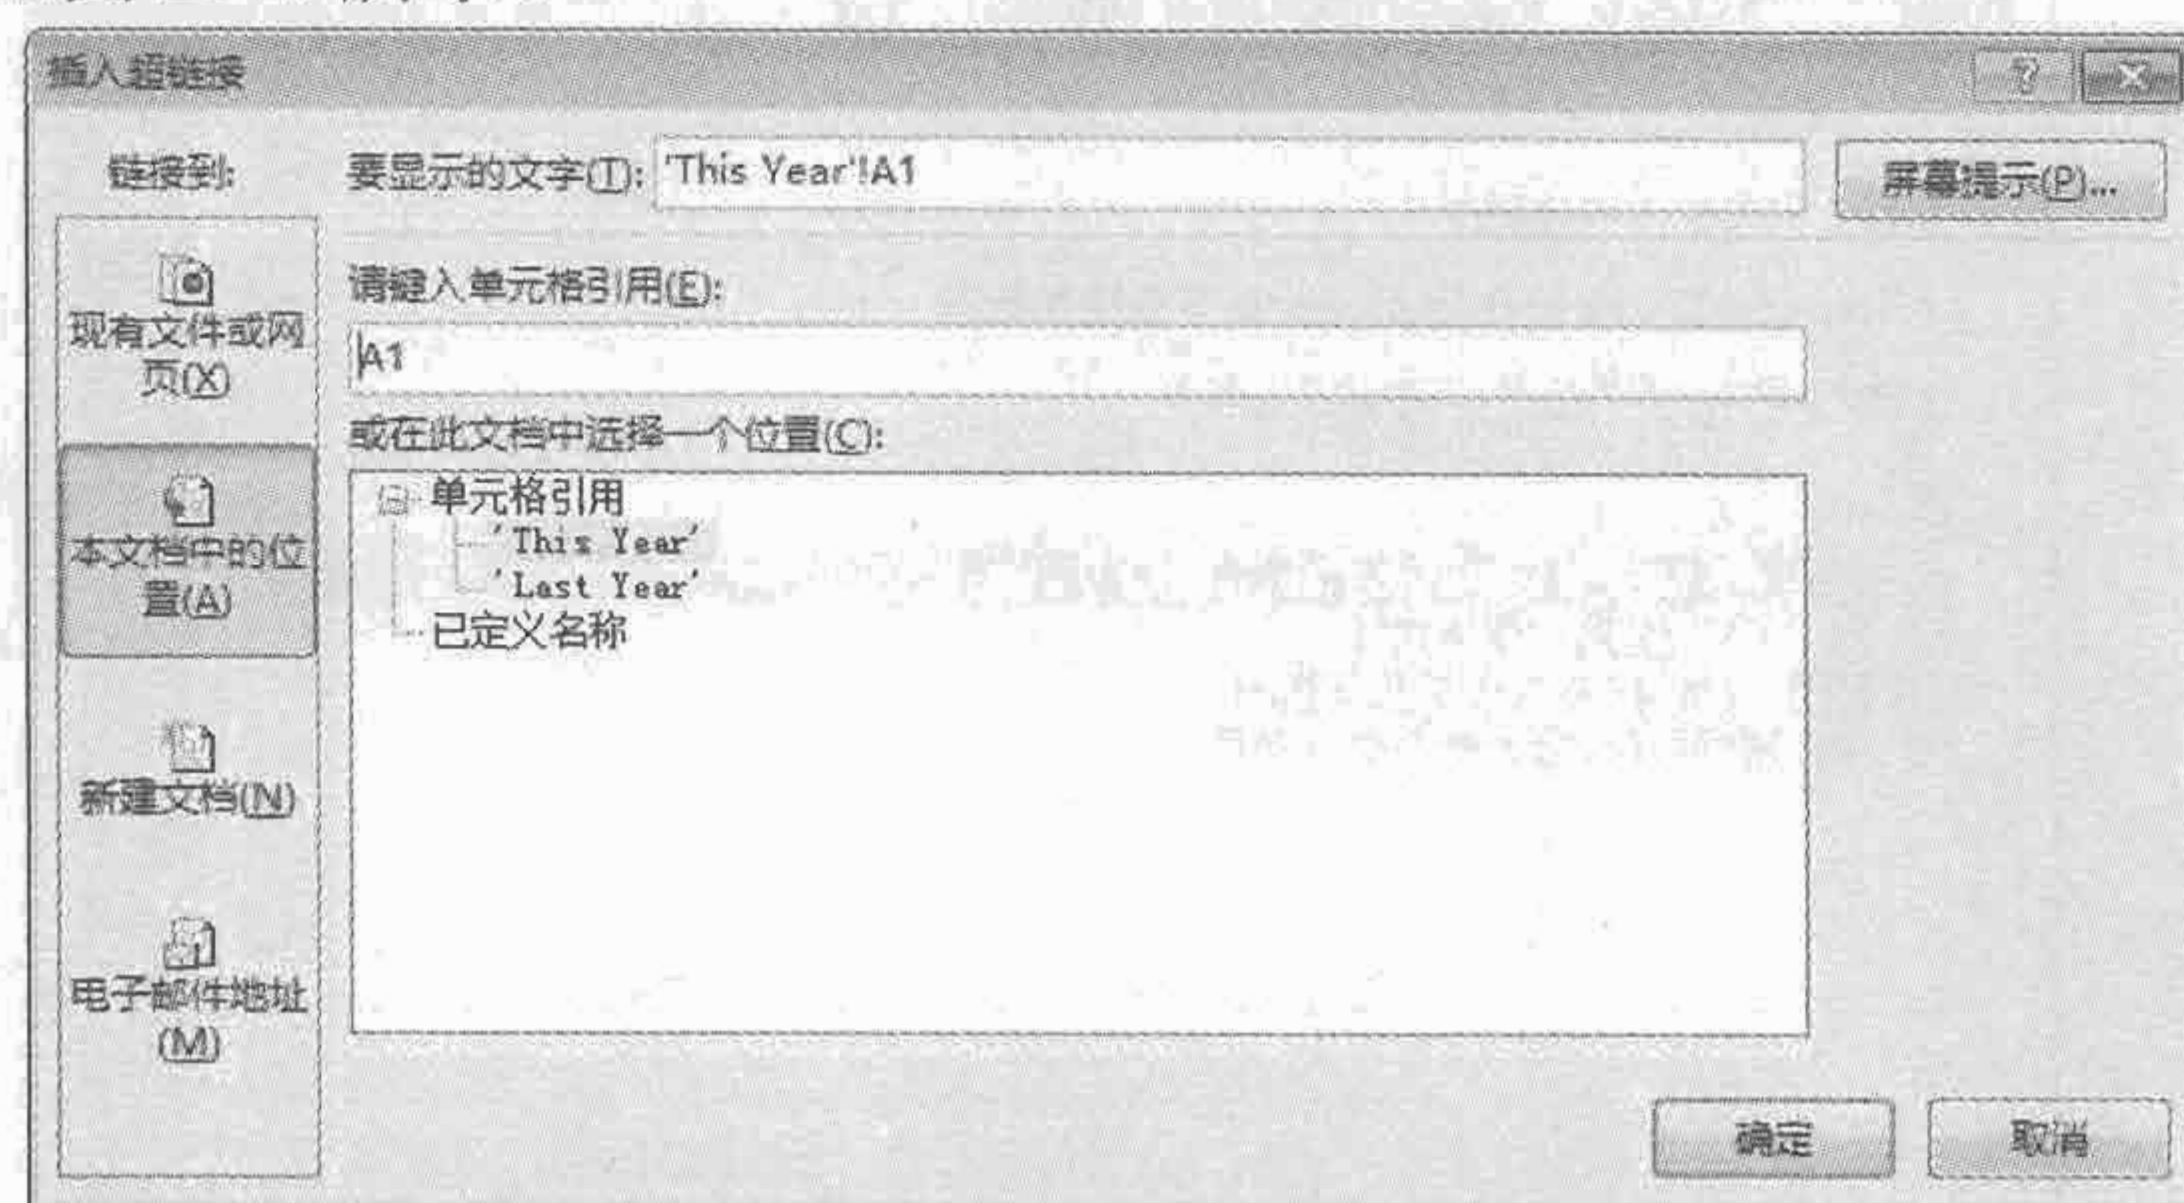 插入超链接
链接到:
要显示的文字(T): 'This Year'!A1
屏幕提示(P)...
现有文件或网
页(X)
请键入单元格引用(E):
A1
或在此文档中选择一个位置(C):
本文档中的位
置(A)
单元格引用
'This Year'
'Last Year'
已定义名称
新建文档(N)
电子邮件地址
(M)
确定
取消